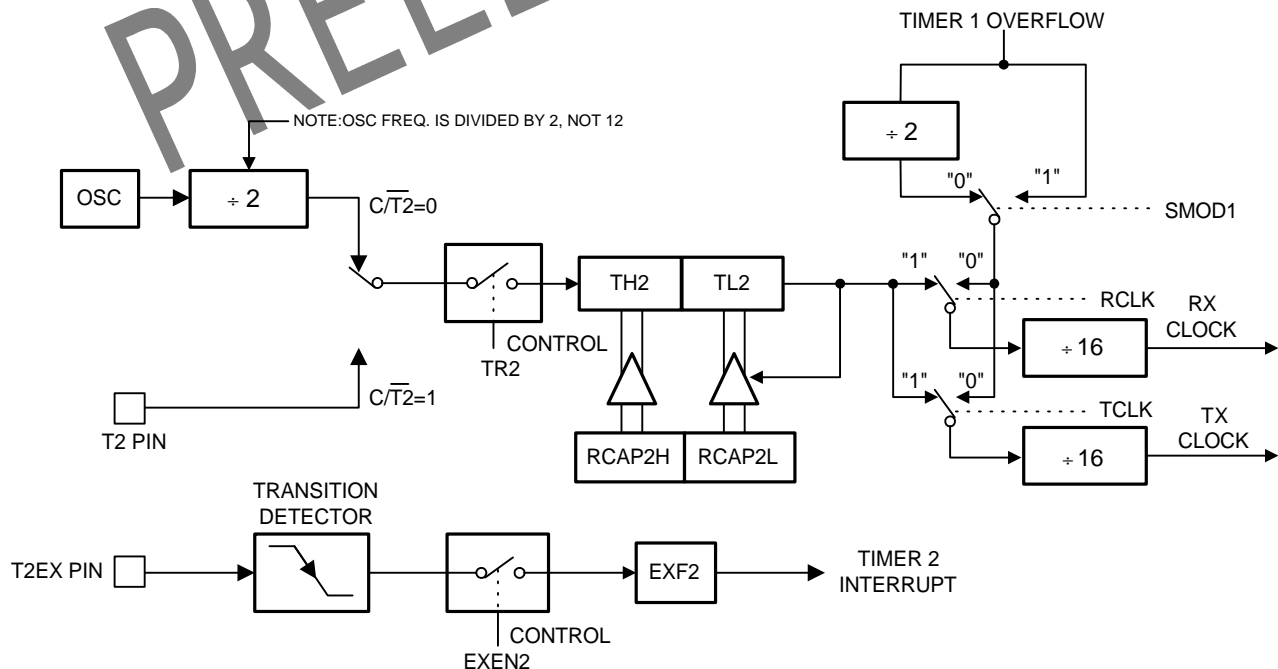 PREL
TIMER 1 OVERFLOW
÷ 2
NOTE:OSC FREQ. IS DIVIDED BY 2, NOT 12
"0"
"1"
SMOD1
OSC
÷ 2
C/T̅2̅=0
TH2
TL2
"1"
"0"
RCLK
RX
CLOCK
÷ 16
CONTROL
TR2
"1"
"0"
TCLK
TX
CLOCK
÷ 16
C/T̅2̅=1
T2 PIN
RCAP2H
RCAP2L
TRANSITION
DETECTOR
T2EX PIN
EXF2
TIMER 2
INTERRUPT
CONTROL
EXEN2